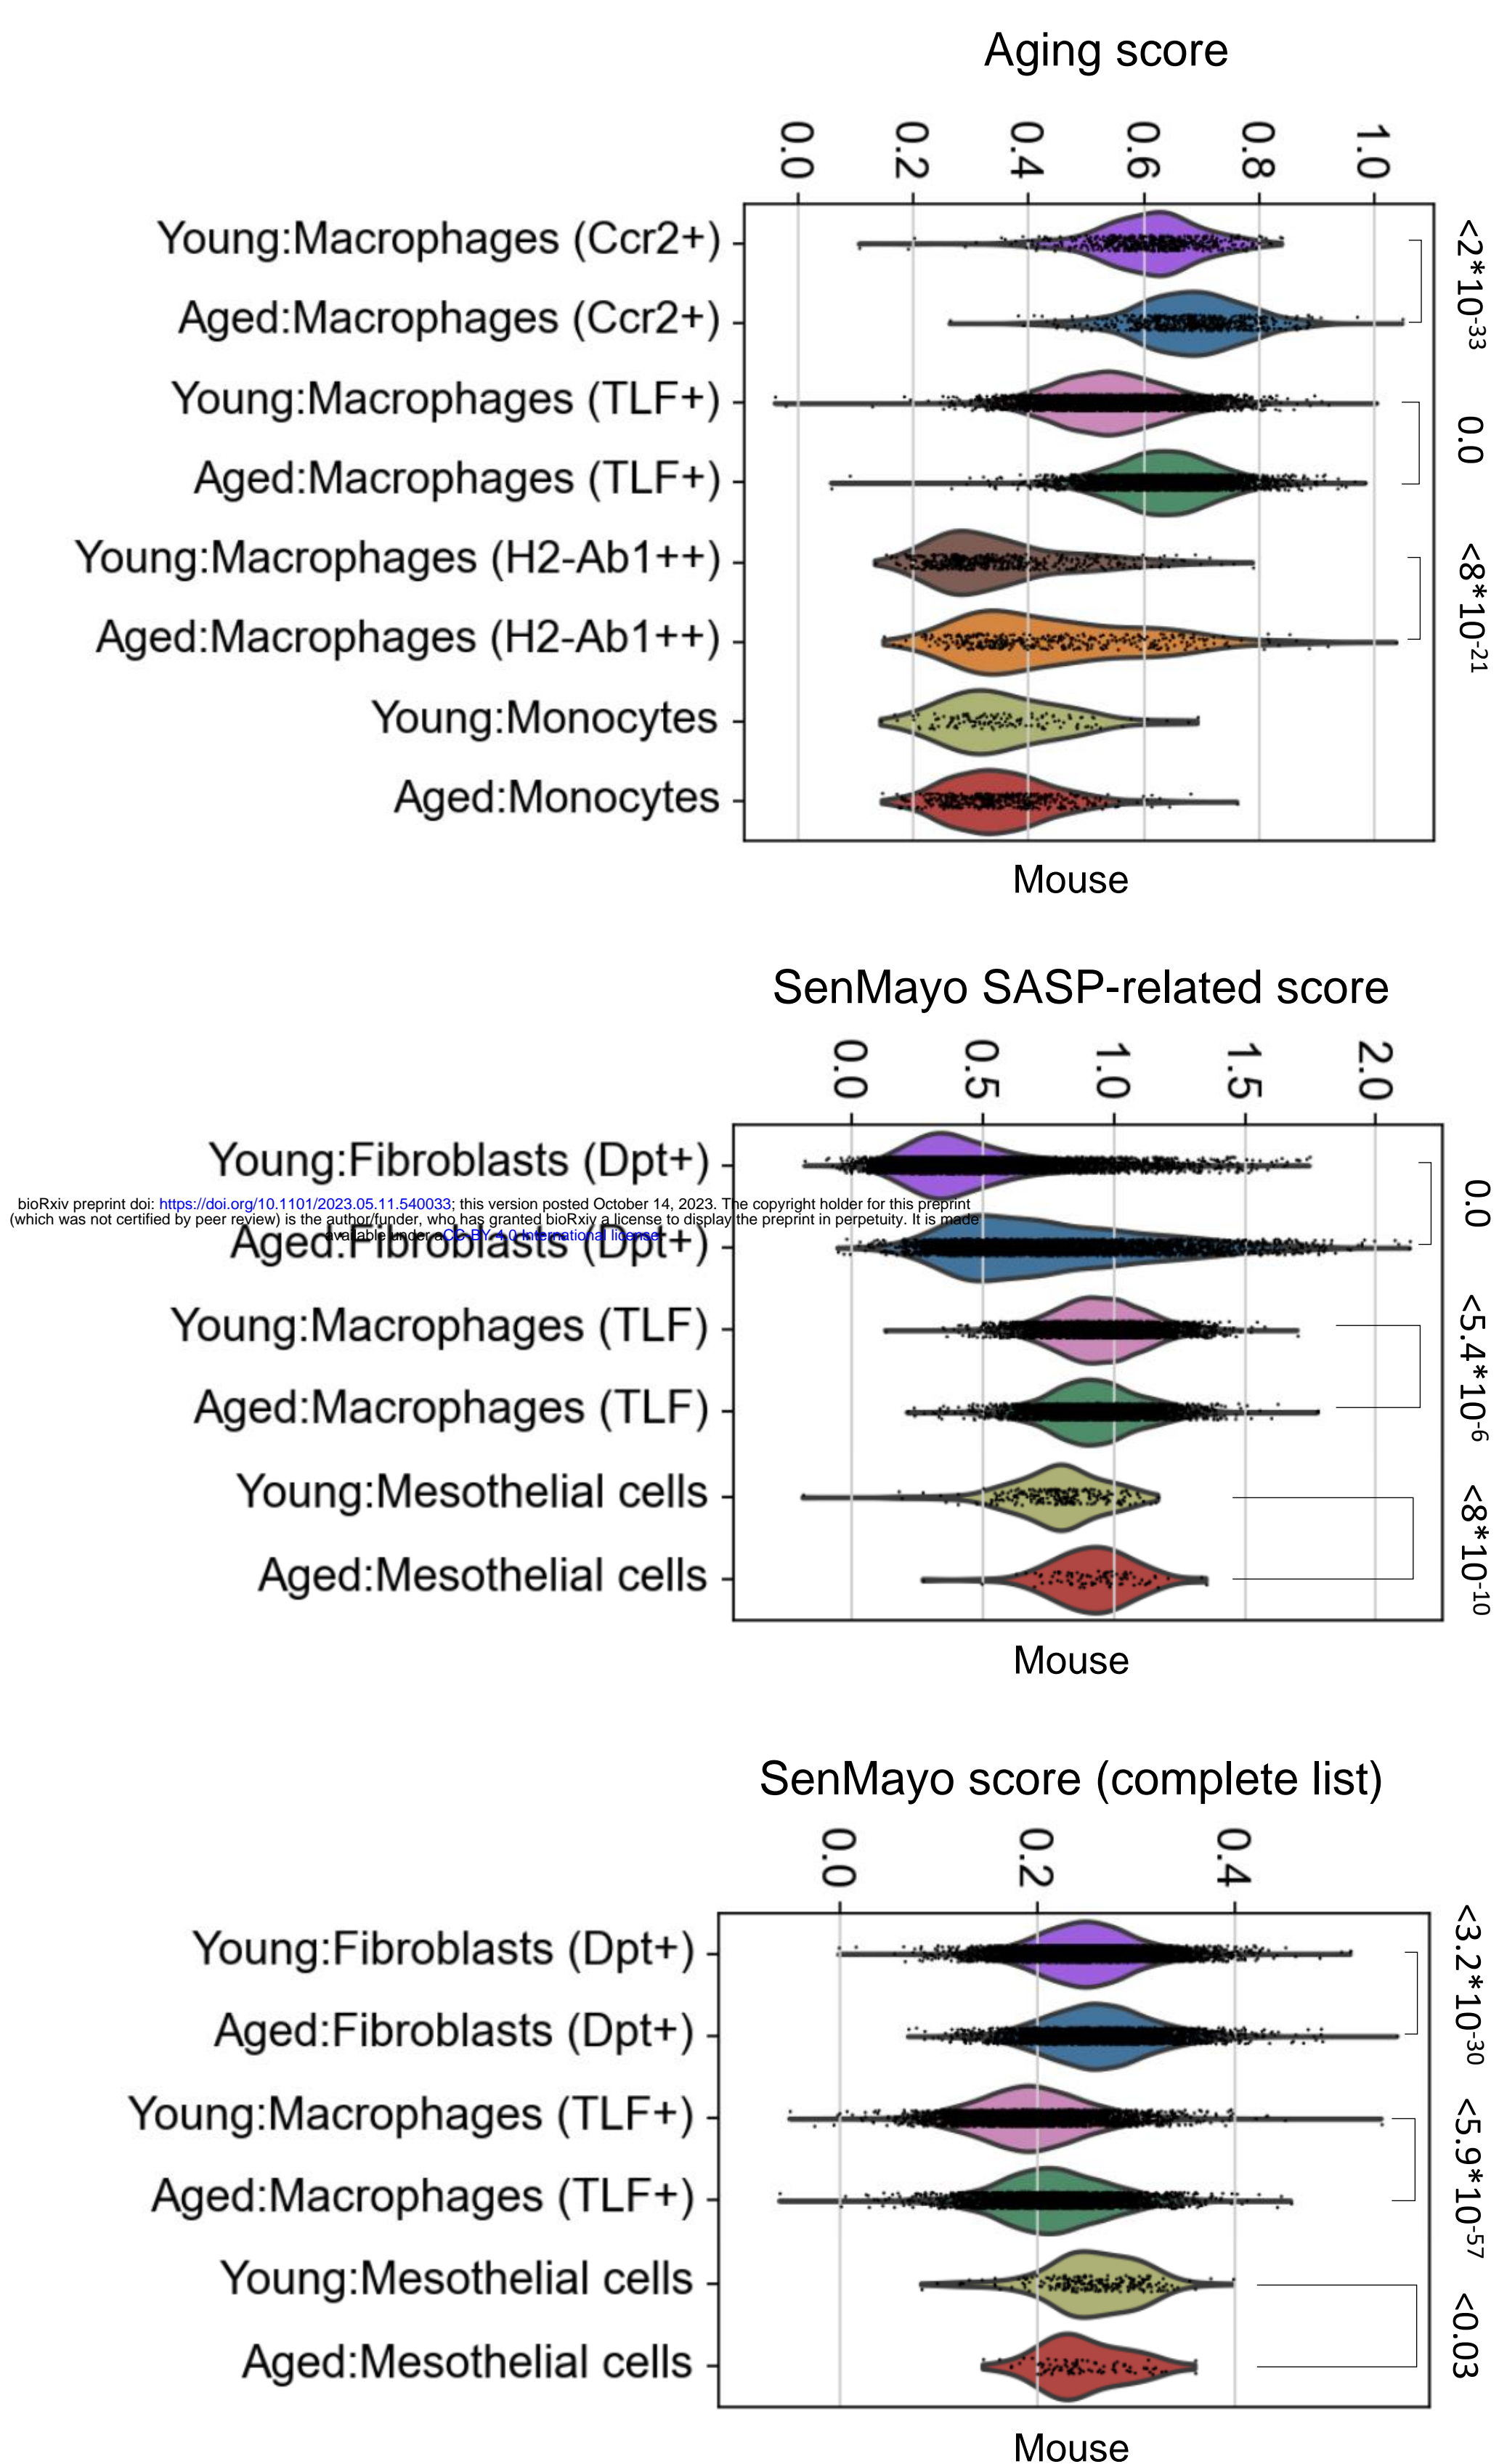 Aging score
0.0
0.2
0.4
0.6
0.8
1.0
Young:Macrophages (Ccr2+)
Aged:Macrophages (Ccr2+)
Young:Macrophages (TLF+)
Aged:Macrophages (TLF+)
Young:Macrophages (H2-Ab1++)
Aged:Macrophages (H2-Ab1++)
Young:Monocytes
Aged:Monocytes
<2*10-33
0.0
<8*10-21
Mouse
SenMayo SASP-related score
0.0
0.5
1.0
1.5
2.0
Young:Fibroblasts (Dpt+)
bioRxiv preprint doi: https://doi.org/10.1101/2023.05.11.540033; this version posted October 14, 2023. The copyright holder for this preprint
(which was not certified by peer review) is the author/funder, who has granted bioRxiv a license to display the preprint in perpetuity. It is made
available under aCC-BY 4.0 International license.
Aged:Fibroblasts (Dpt+)
Young:Macrophages (TLF)
Aged:Macrophages (TLF)
Young:Mesothelial cells
Aged:Mesothelial cells
0.0
<5.4*10-6
<8*10-10
Mouse
SenMayo score (complete list)
0.0
0.2
0.4
Young:Fibroblasts (Dpt+)
Aged:Fibroblasts (Dpt+)
Young:Macrophages (TLF+)
Aged:Macrophages (TLF+)
Young:Mesothelial cells
Aged:Mesothelial cells
<3.2*10-30
<5.9*10-57
<0.03
Mouse